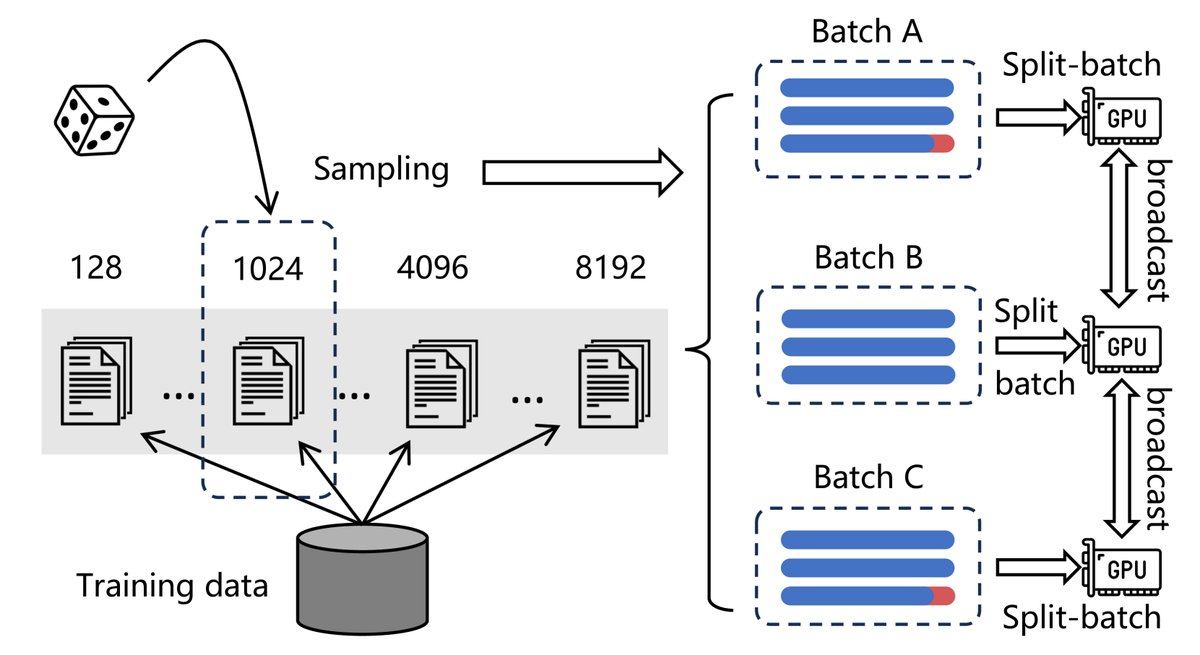 Batch A
Split-batch
GPU
Sampling
broadcast
128
1024
4096
8192
Batch B
Split
batch
GPU
...
...
...
broadcast
Batch C
GPU
Training data
Split-batch